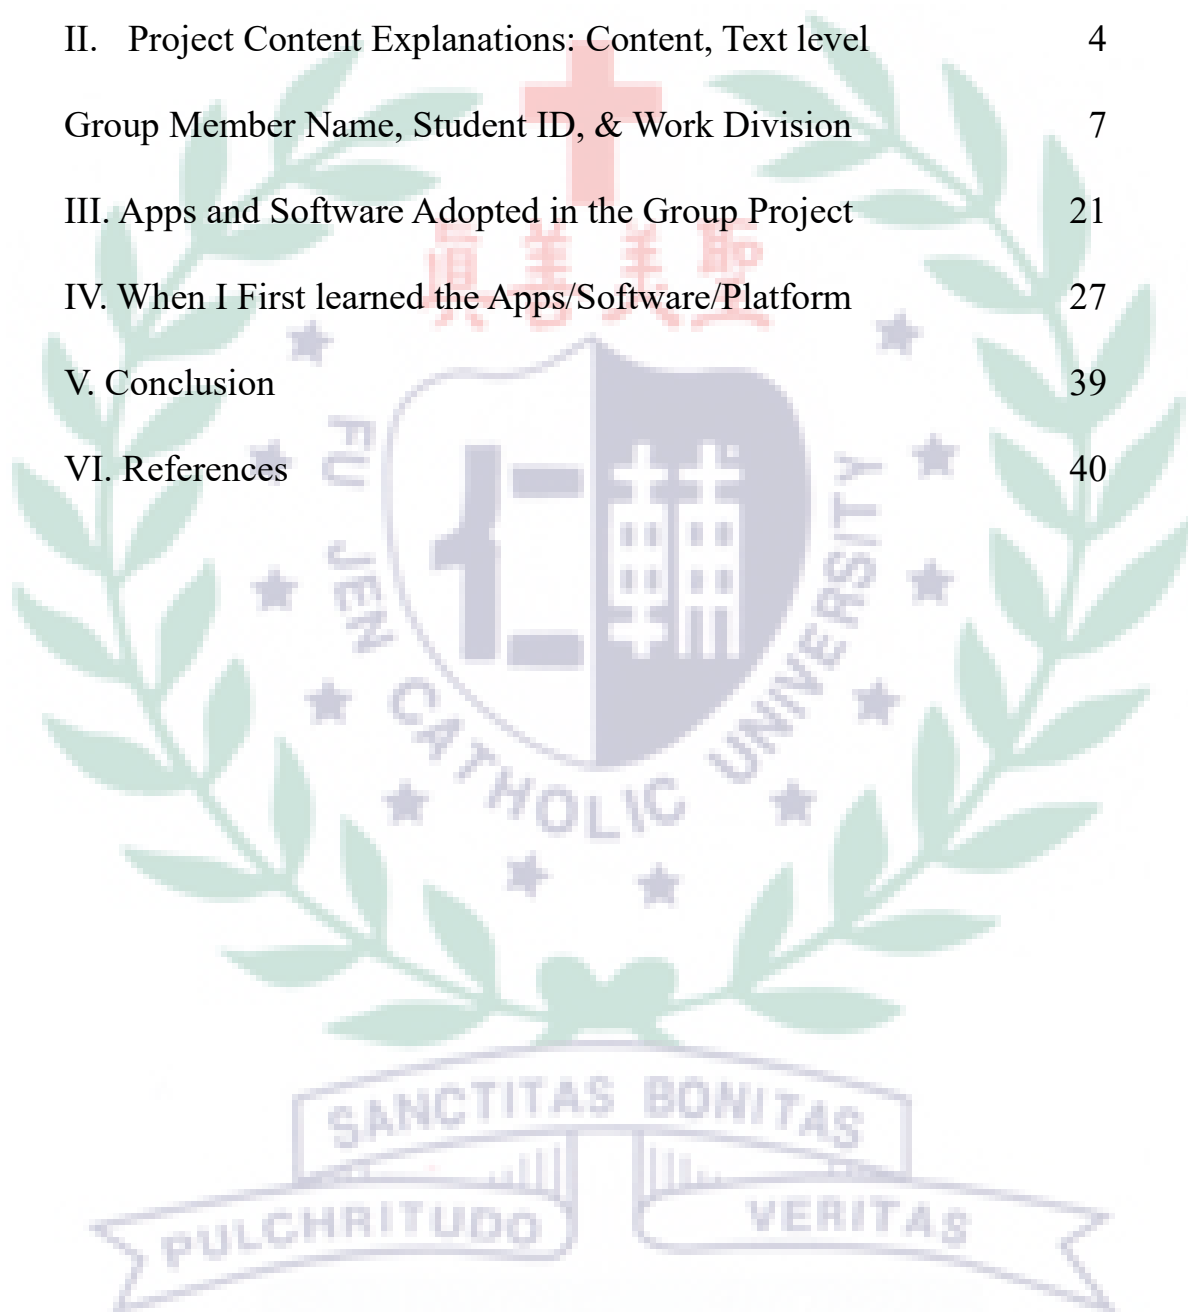 II. Project Content Explanations: Content, Text level 4
Group Member Name, Student ID, & Work Division 7
III. Apps and Software Adopted in the Group Project 21
眞善美聖
IV. When I First learned the Apps/Software/Platform 27
V. Conclusion 39
VI. References 40
FU JEN CATHOLIC UNIVERSITY
仁輔
SANCTITAS BONITAS
PULCHRITUDO VERITAS